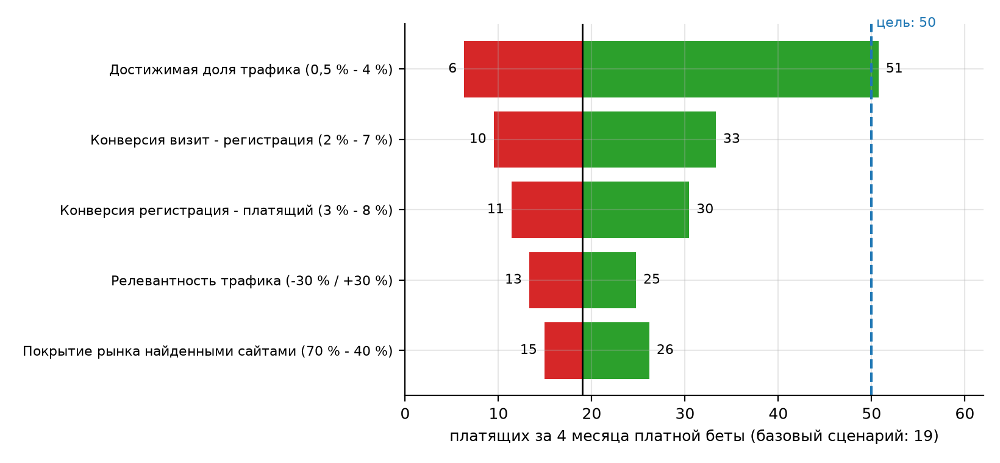 цель: 50
Достижимая доля трафика (0,5 % - 4 %)
6
51
Конверсия визит - регистрация (2 % - 7 %)
10
33
Конверсия регистрация - платящий (3 % - 8 %)
11
30
Релевантность трафика (-30 % / +30 %)
13
25
Покрытие рынка найденными сайтами (70 % - 40 %)
15
26
0 10 20 30 40 50 60
платящих за 4 месяца платной беты (базовый сценарий: 19)